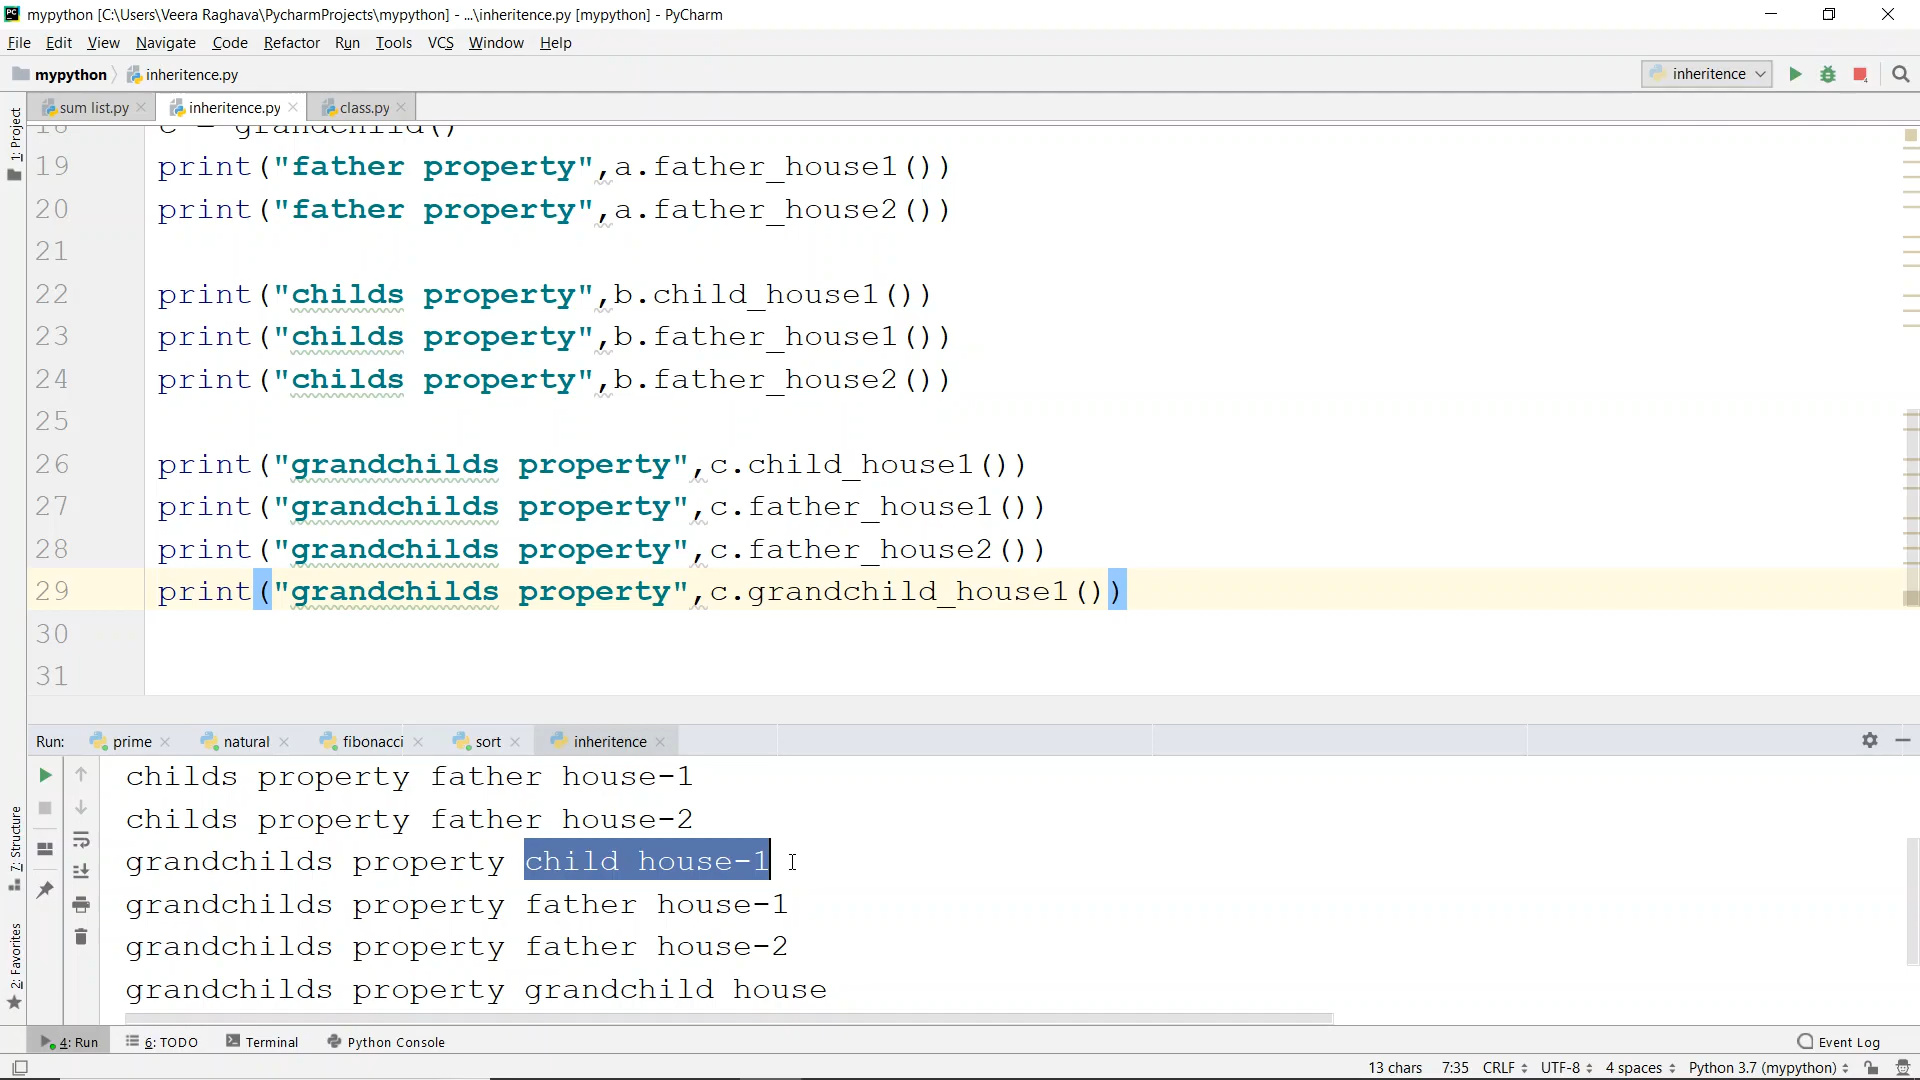 mypython [C:\Users\Veera Raghava\PycharmProjects\mypython] - ...\inheritence.py [mypython] - PyCharm
File Edit View Navigate Code Refactor Run Tools VCS Window Help
mypython inheritence.py inheritence
sum list.py inheritence.py class.py
1: Project
18 c = grandchild()
19 print("father property",a.father_house1())
20 print("father property",a.father_house2())
21
22 print("childs property",b.child_house1())
23 print("childs property",b.father_house1())
24 print("childs property",b.father_house2())
25
26 print("grandchilds property",c.child_house1())
27 print("grandchilds property",c.father_house1())
28 print("grandchilds property",c.father_house2())
29 print("grandchilds property",c.grandchild_house1())
30
31
Run: prime natural fibonacci sort inheritence
childs property father house-1
childs property father house-2
grandchilds property child house-1
grandchilds property father house-1
grandchilds property father house-2
grandchilds property grandchild house
7: Structure
2: Favorites
4: Run 6: TODO Terminal Python Console Event Log
13 chars 7:35 CRLF UTF-8 4 spaces Python 3.7 (mypython)